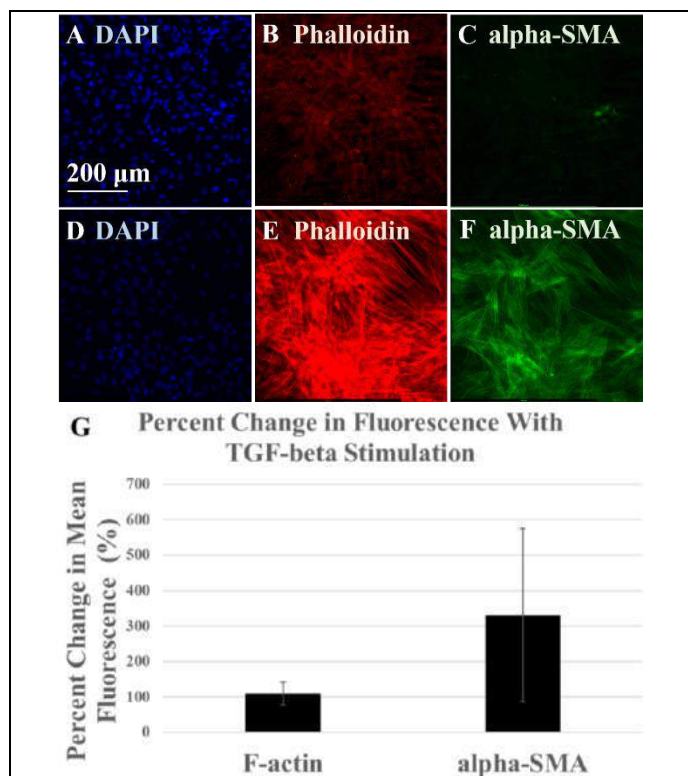 A DAPI
B Phalloidin
C alpha-SMA
200 µm
D DAPI
E Phalloidin
F alpha-SMA
G Percent Change in Fluorescence With
TGF-beta Stimulation
Percent Change in Mean
Fluorescence (%)
700
600
500
400
300
200
100
0
F-actin
alpha-SMA